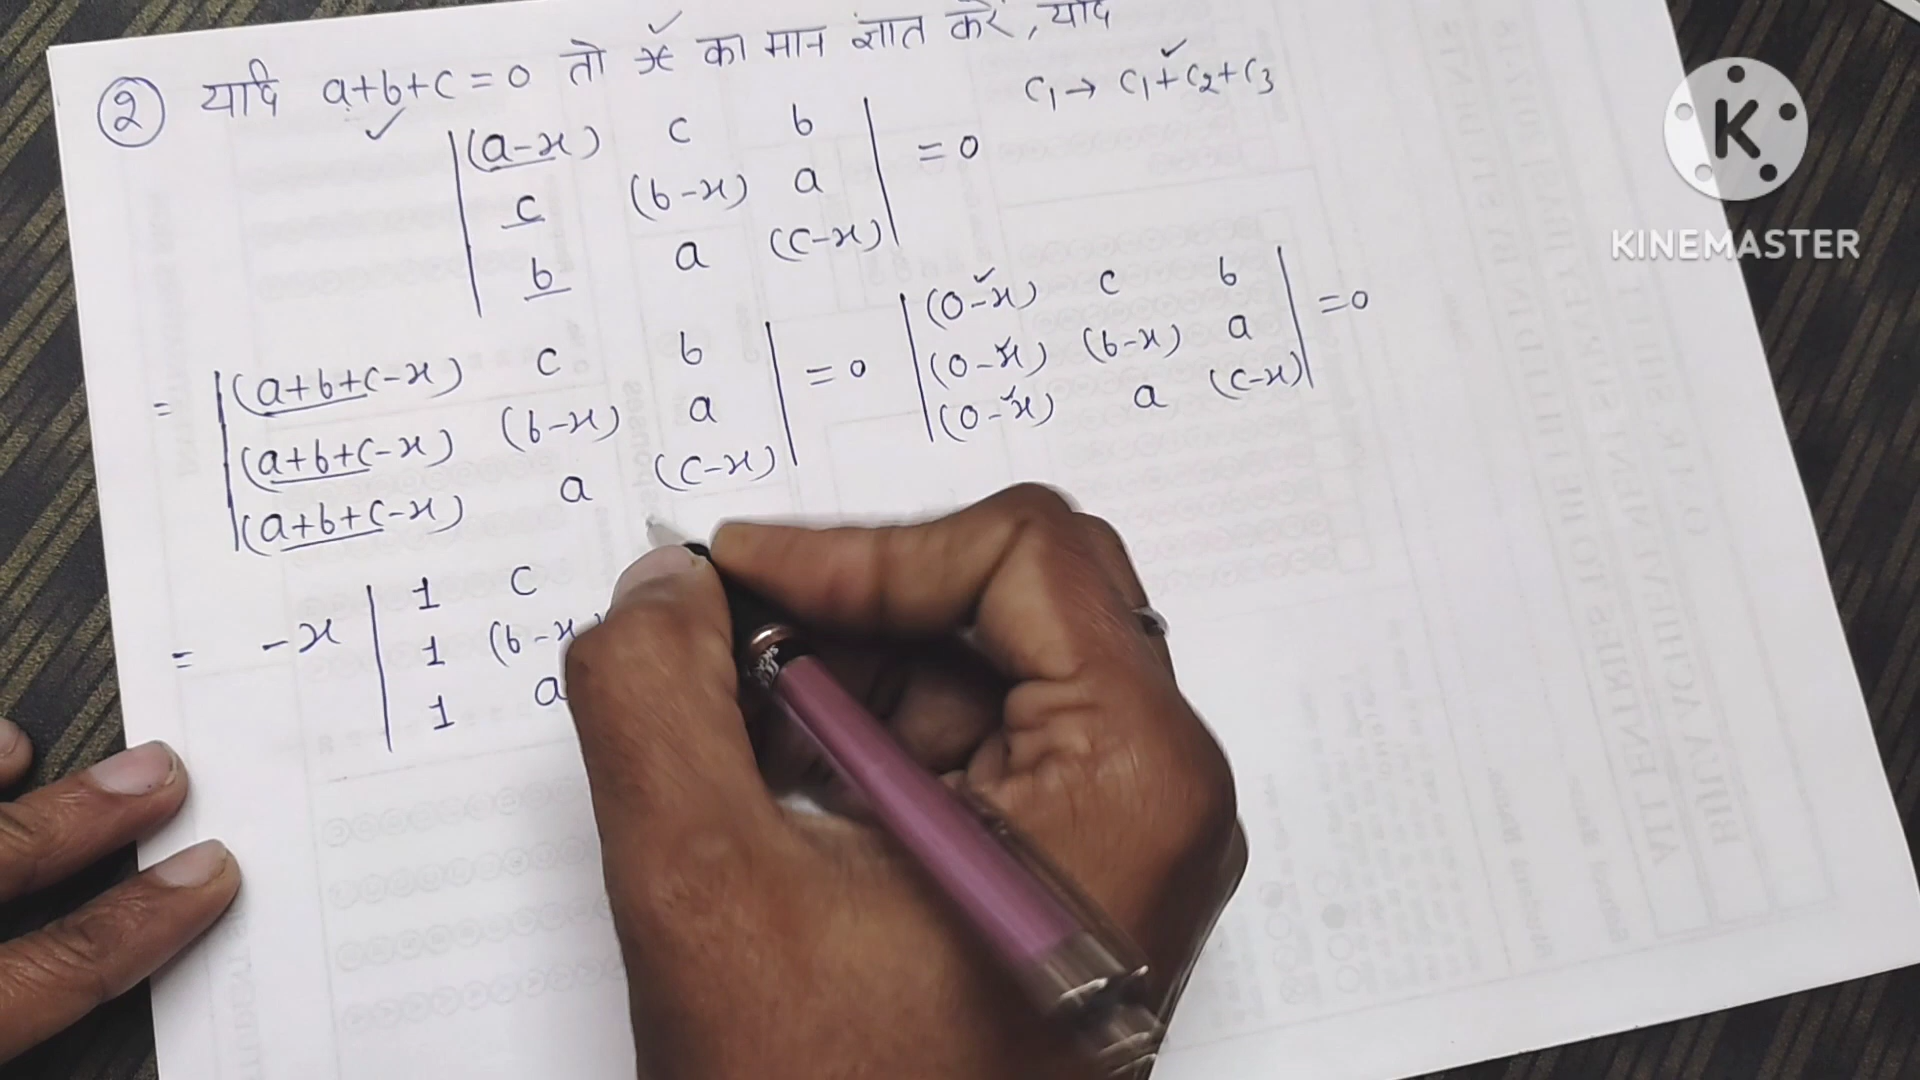 ② यदि a+b+c=0 तो x का मान ज्ञात करें, यदि
C₁→ C₁+C₂+C₃
|(a-x) c b|
|c (b-x) a| =0
|b a (c-x)|
= |(a+b+c-x) c b|
|(a+b+c-x) (b-x) a| =0
|(a+b+c-x) a (c-x)|
|(0-x) c b|
|(0-x) (b-x) a| =0
|(0-x) a (c-x)|
= -x |1 c
|1 (b-x
|1 a
K
KINEMASTER